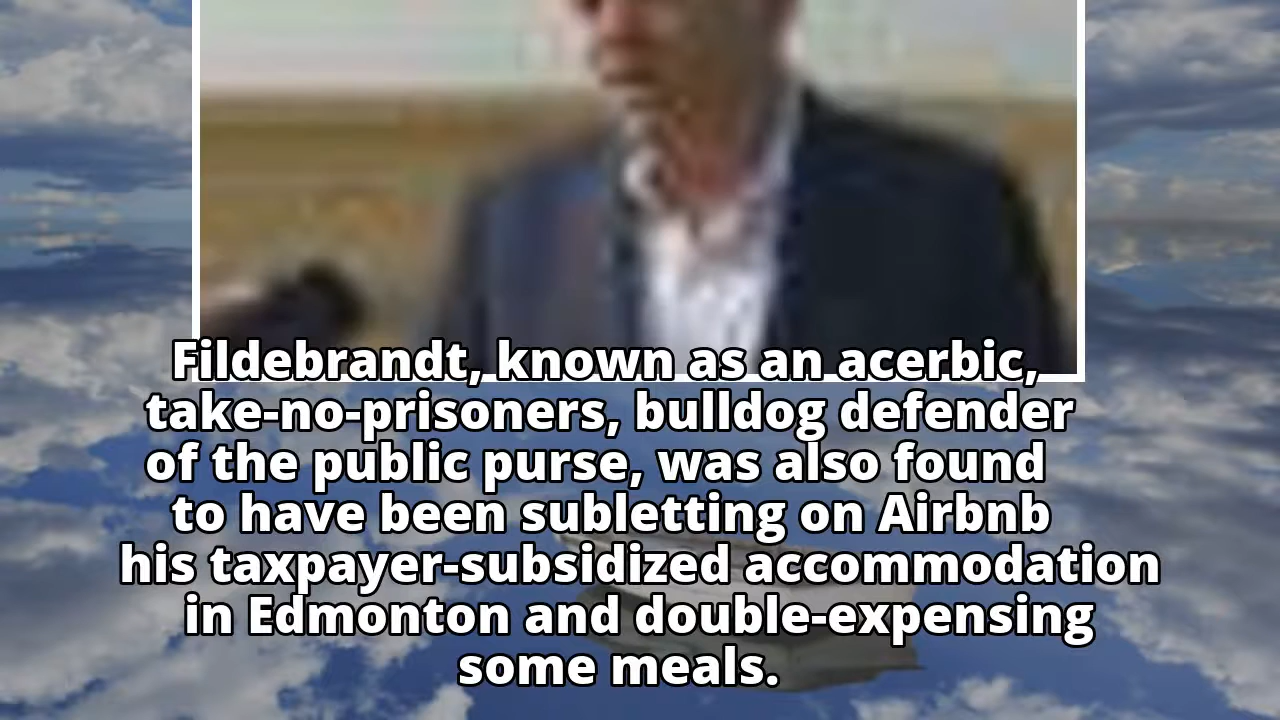 Fildebrandt, known as an acerbic,
take-no-prisoners, bulldog defender
of the public purse, was also found
to have been subletting on Airbnb
his taxpayer-subsidized accommodation
in Edmonton and double-expensing
some meals.